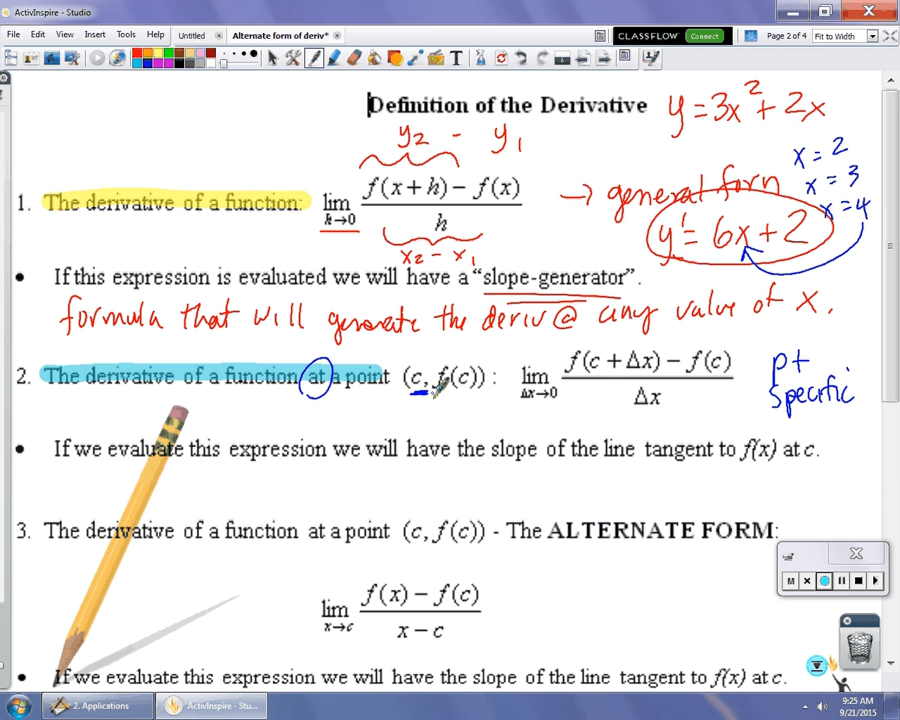 ActivInspire - Studio
File Edit View Insert Tools Help Untitled Alternate form of deriv* CLASSFLOW Connect Page 2 of 4 Fit to Width
Definition of the Derivative
y = 3x² + 2x
y₂ - y₁
x = 2
x = 3
x = 4
1. The derivative of a function: lim h→0 (f(x+h) − f(x))/h → general form
y' = 6x + 2
x₂ - x₁
• If this expression is evaluated we will have a “slope-generator”.
formula that will generate the deriv @ any value of x.
2. The derivative of a function at a point (c, f(c)) : lim Δx→0 (f(c + Δx) − f(c))/Δx
pt
specific
• If we evaluate this expression we will have the slope of the line tangent to f(x) at c.
3. The derivative of a function at a point (c, f(c)) - The ALTERNATE FORM:
lim x→c (f(x) − f(c))/(x − c)
• If we evaluate this expression we will have the slope of the line tangent to f(x) at c.
2. Applications ActivInspire - Stu...
9:25 AM
9/21/2015